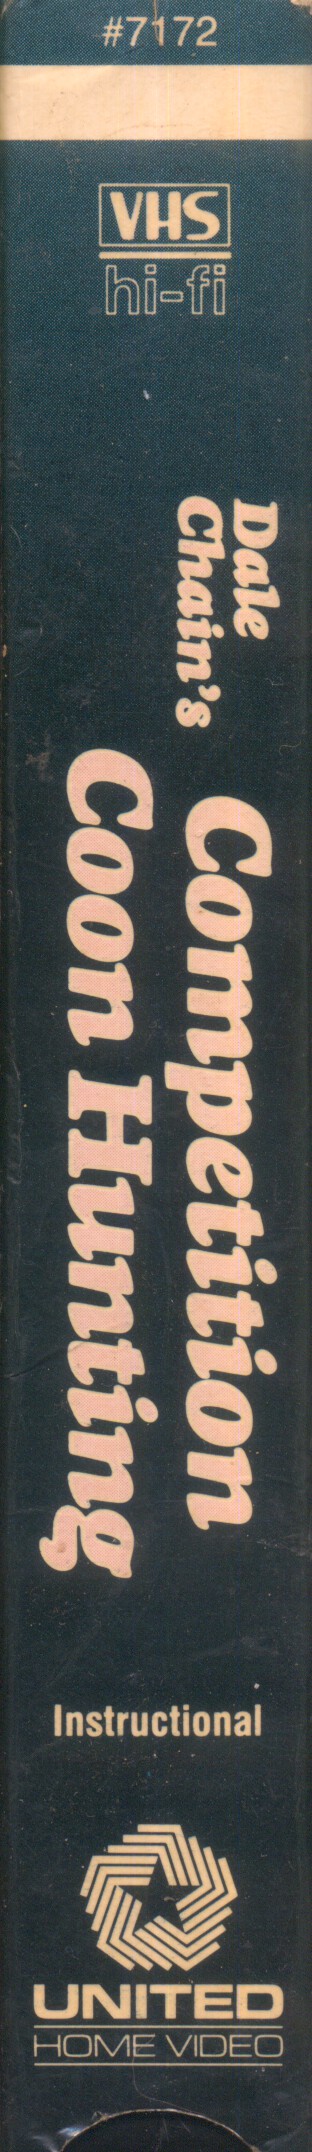 #7172
VHS
hi-fi
Dale
Chain's
Competition
Coon Hunting
Instructional
UNITED
HOME VIDEO